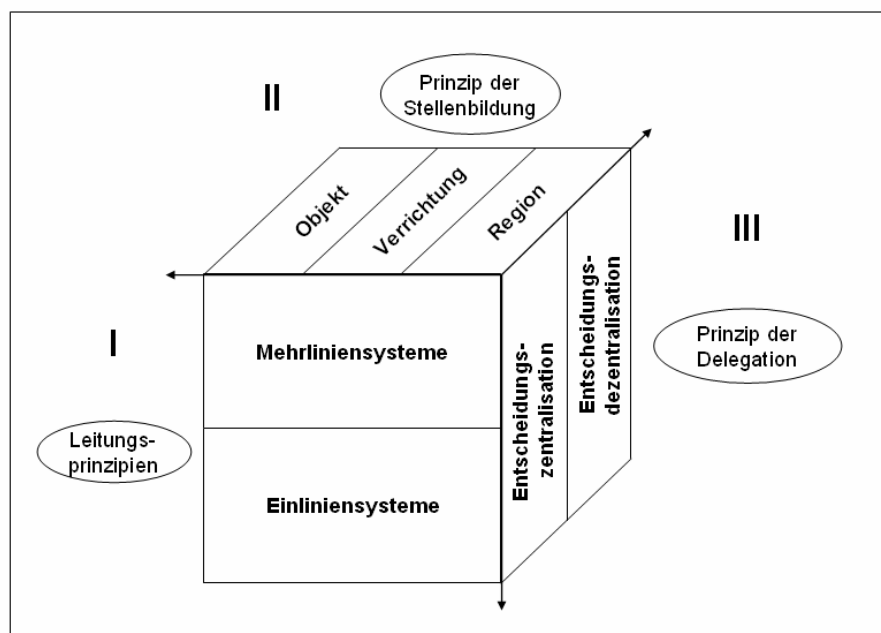 II
Prinzip der
Stellenbildung
Objekt
Verrichtung
Region
III
I
Mehrliniensysteme
Entscheidungs-
zentralisation
Entscheidungs-
dezentralisation
Prinzip der
Delegation
Leitungs-
prinzipien
Einliniensysteme